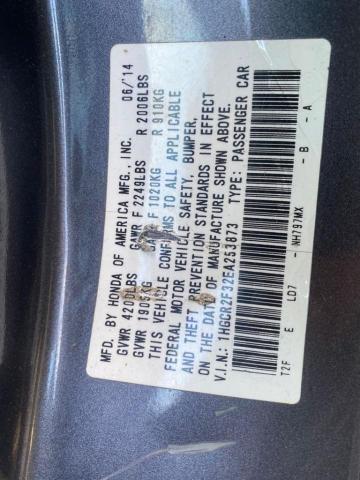 MFD. BY HONDA OF AMERICA MFG., INC. 06/'14
GVWR 4200LBS GAWR F 2249LBS R 2006LBS
GVWR 1905KG F 1020KG R 910KG
THIS VEHICLE CONFORMS TO ALL APPLICABLE
FEDERAL MOTOR VEHICLE SAFETY, BUMPER,
AND THEFT PREVENTION STANDARDS IN EFFECT
ON THE DATE OF MANUFACTURE SHOWN ABOVE.
V.I.N.: 1HGCR2F32EA253873 TYPE: PASSENGER CAR
T2F E LD7 NH797MX - B - A